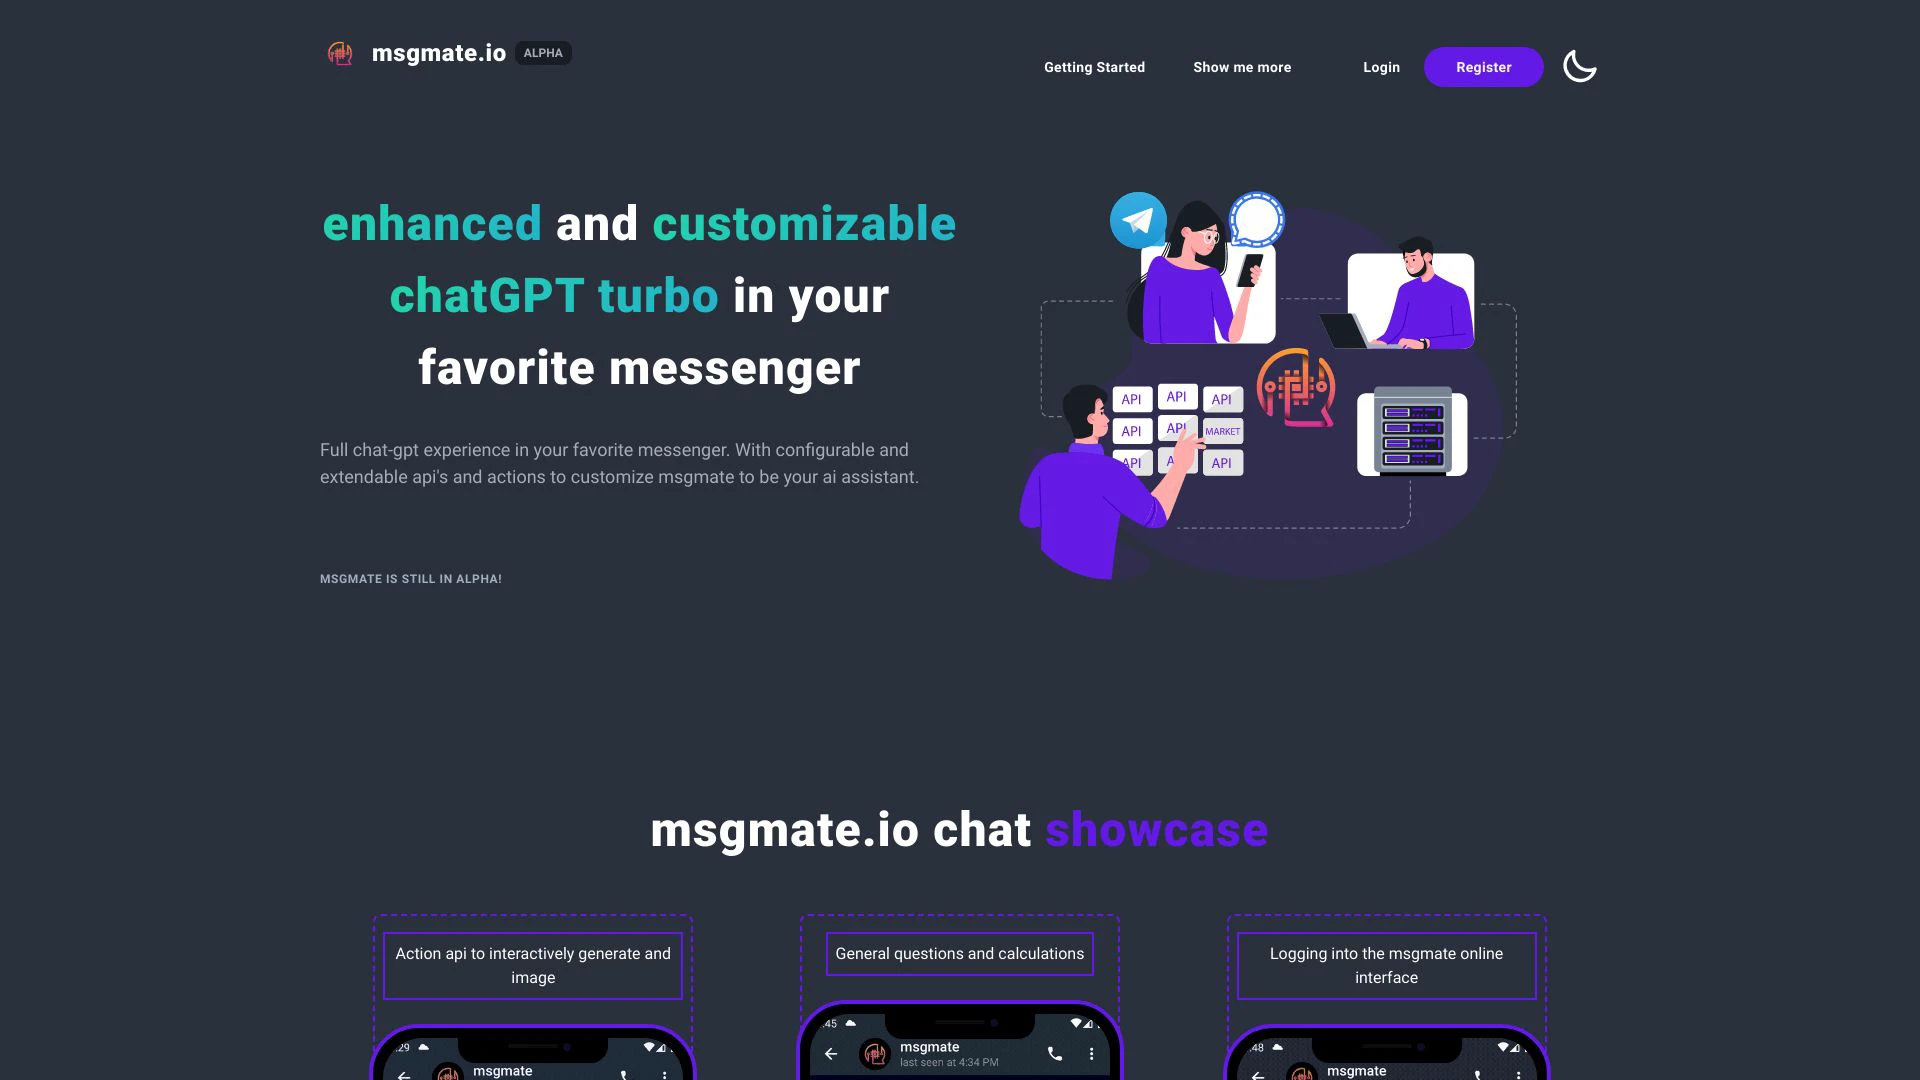 msgmate.io ALPHA
Getting Started Show me more Login Register
enhanced and customizable
chatGPT turbo in your
favorite messenger
Full chat-gpt experience in your favorite messenger. With configurable and
extendable api's and actions to customize msgmate to be your ai assistant.
MSGMATE IS STILL IN ALPHA!
API API API
API API MARKET
API A API
msgmate.io chat showcase
Action api to interactively generate and
image
:29
msgmate
General questions and calculations
:45
msgmate
last seen at 4:34 PM
Logging into the msgmate online
interface
:48
msgmate